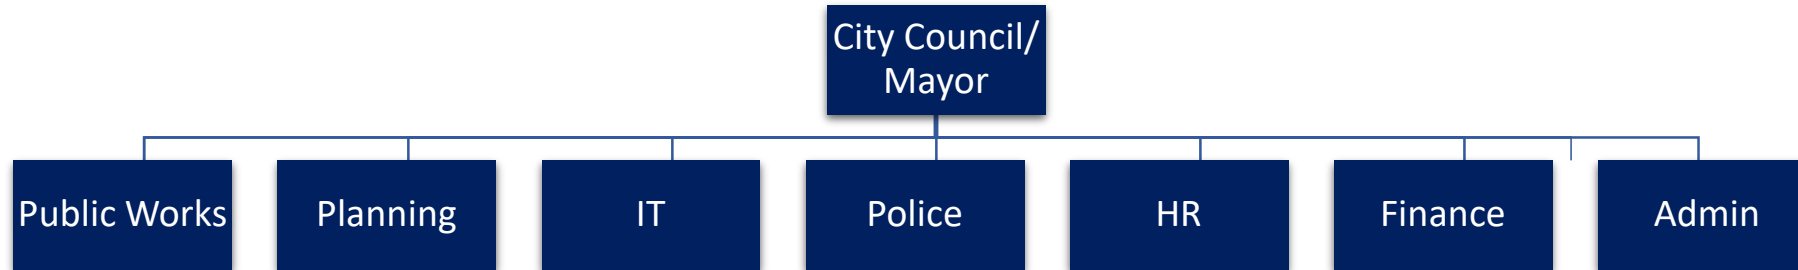 City Council/
Mayor
Public Works
Planning
IT
Police
HR
Finance
Admin